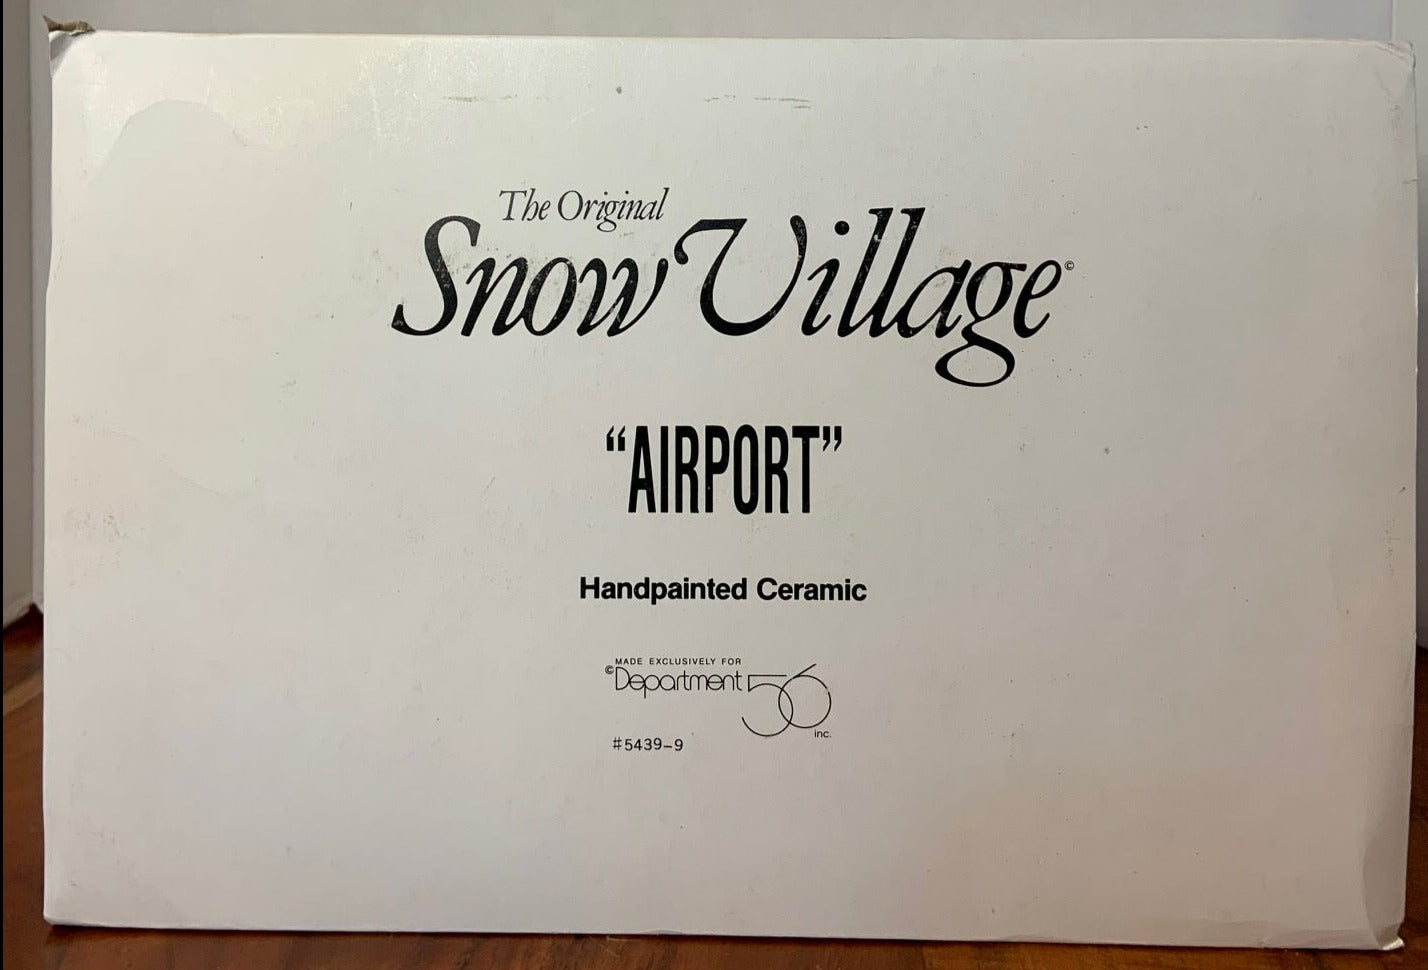 The Original
Snow Village©
“AIRPORT”
Handpainted Ceramic
MADE EXCLUSIVELY FOR
©Department 56
inc.
#5439-9